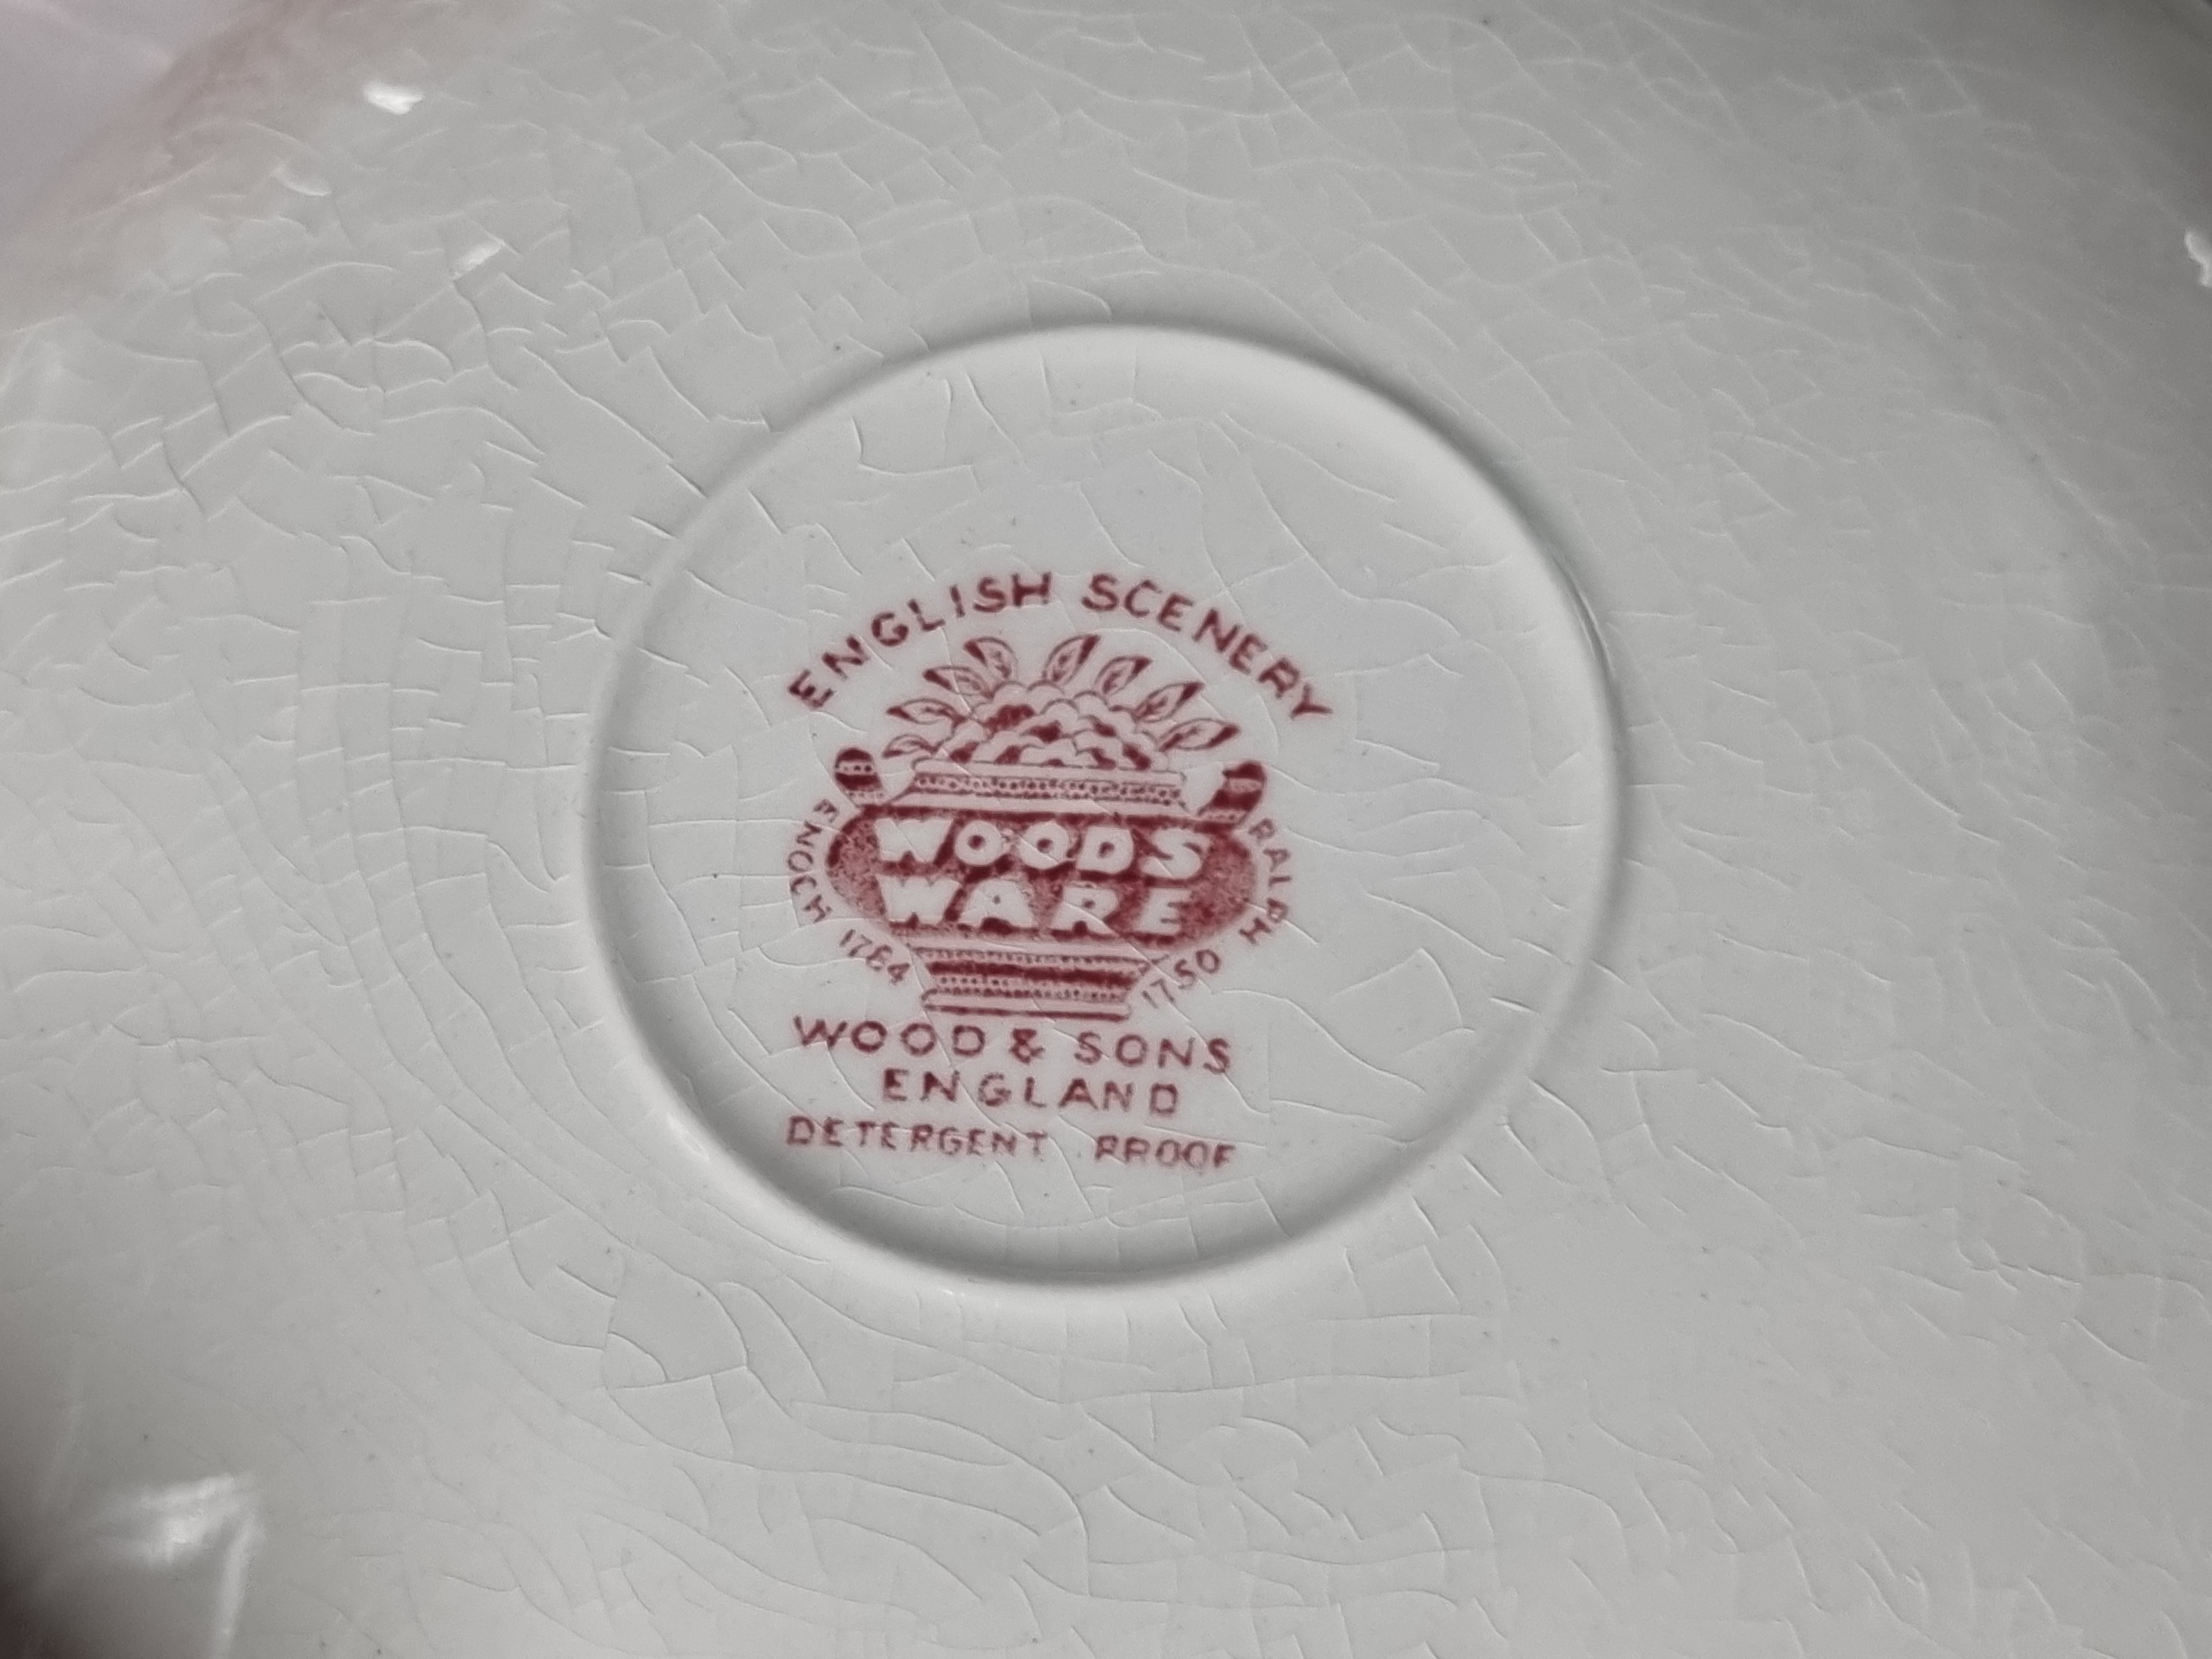 ENGLISH SCENERY
WOODS
WARE
ENOCH 1784
RALPH 1750
WOOD & SONS
ENGLAND
DETERGENT PROOF